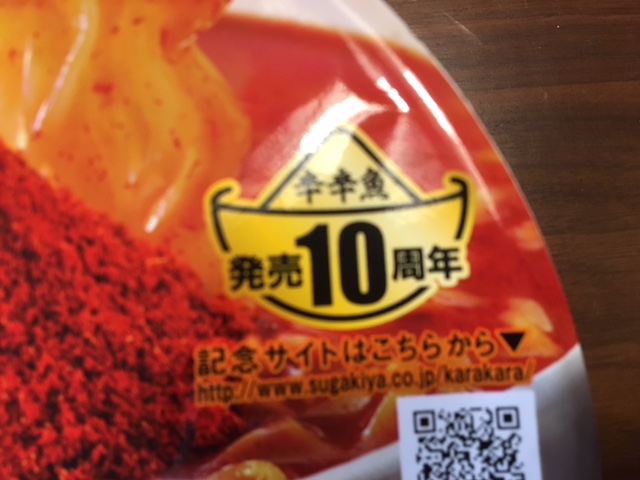 辛辛魚
発売10周年
記念サイトはこちらから▼
http://www.sugakiya.co.jp/karakara/